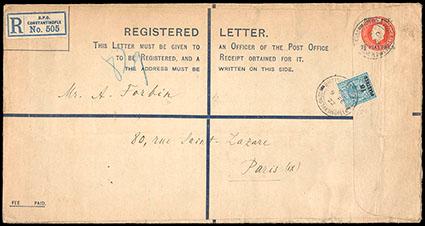 B.P.O.
CONSTANTINOPLE
R
No. 505
REGISTERED LETTER.
THIS LETTER MUST BE GIVEN TO AN OFFICER OF THE POST OFFICE
TO BE REGISTERED, AND A RECEIPT OBTAINED FOR IT.
THE ADDRESS MUST BE WRITTEN ON THIS SIDE.
Mr. A. Forbin
80, rue Saint-Lazare
Paris (IX)
FEE PAID.